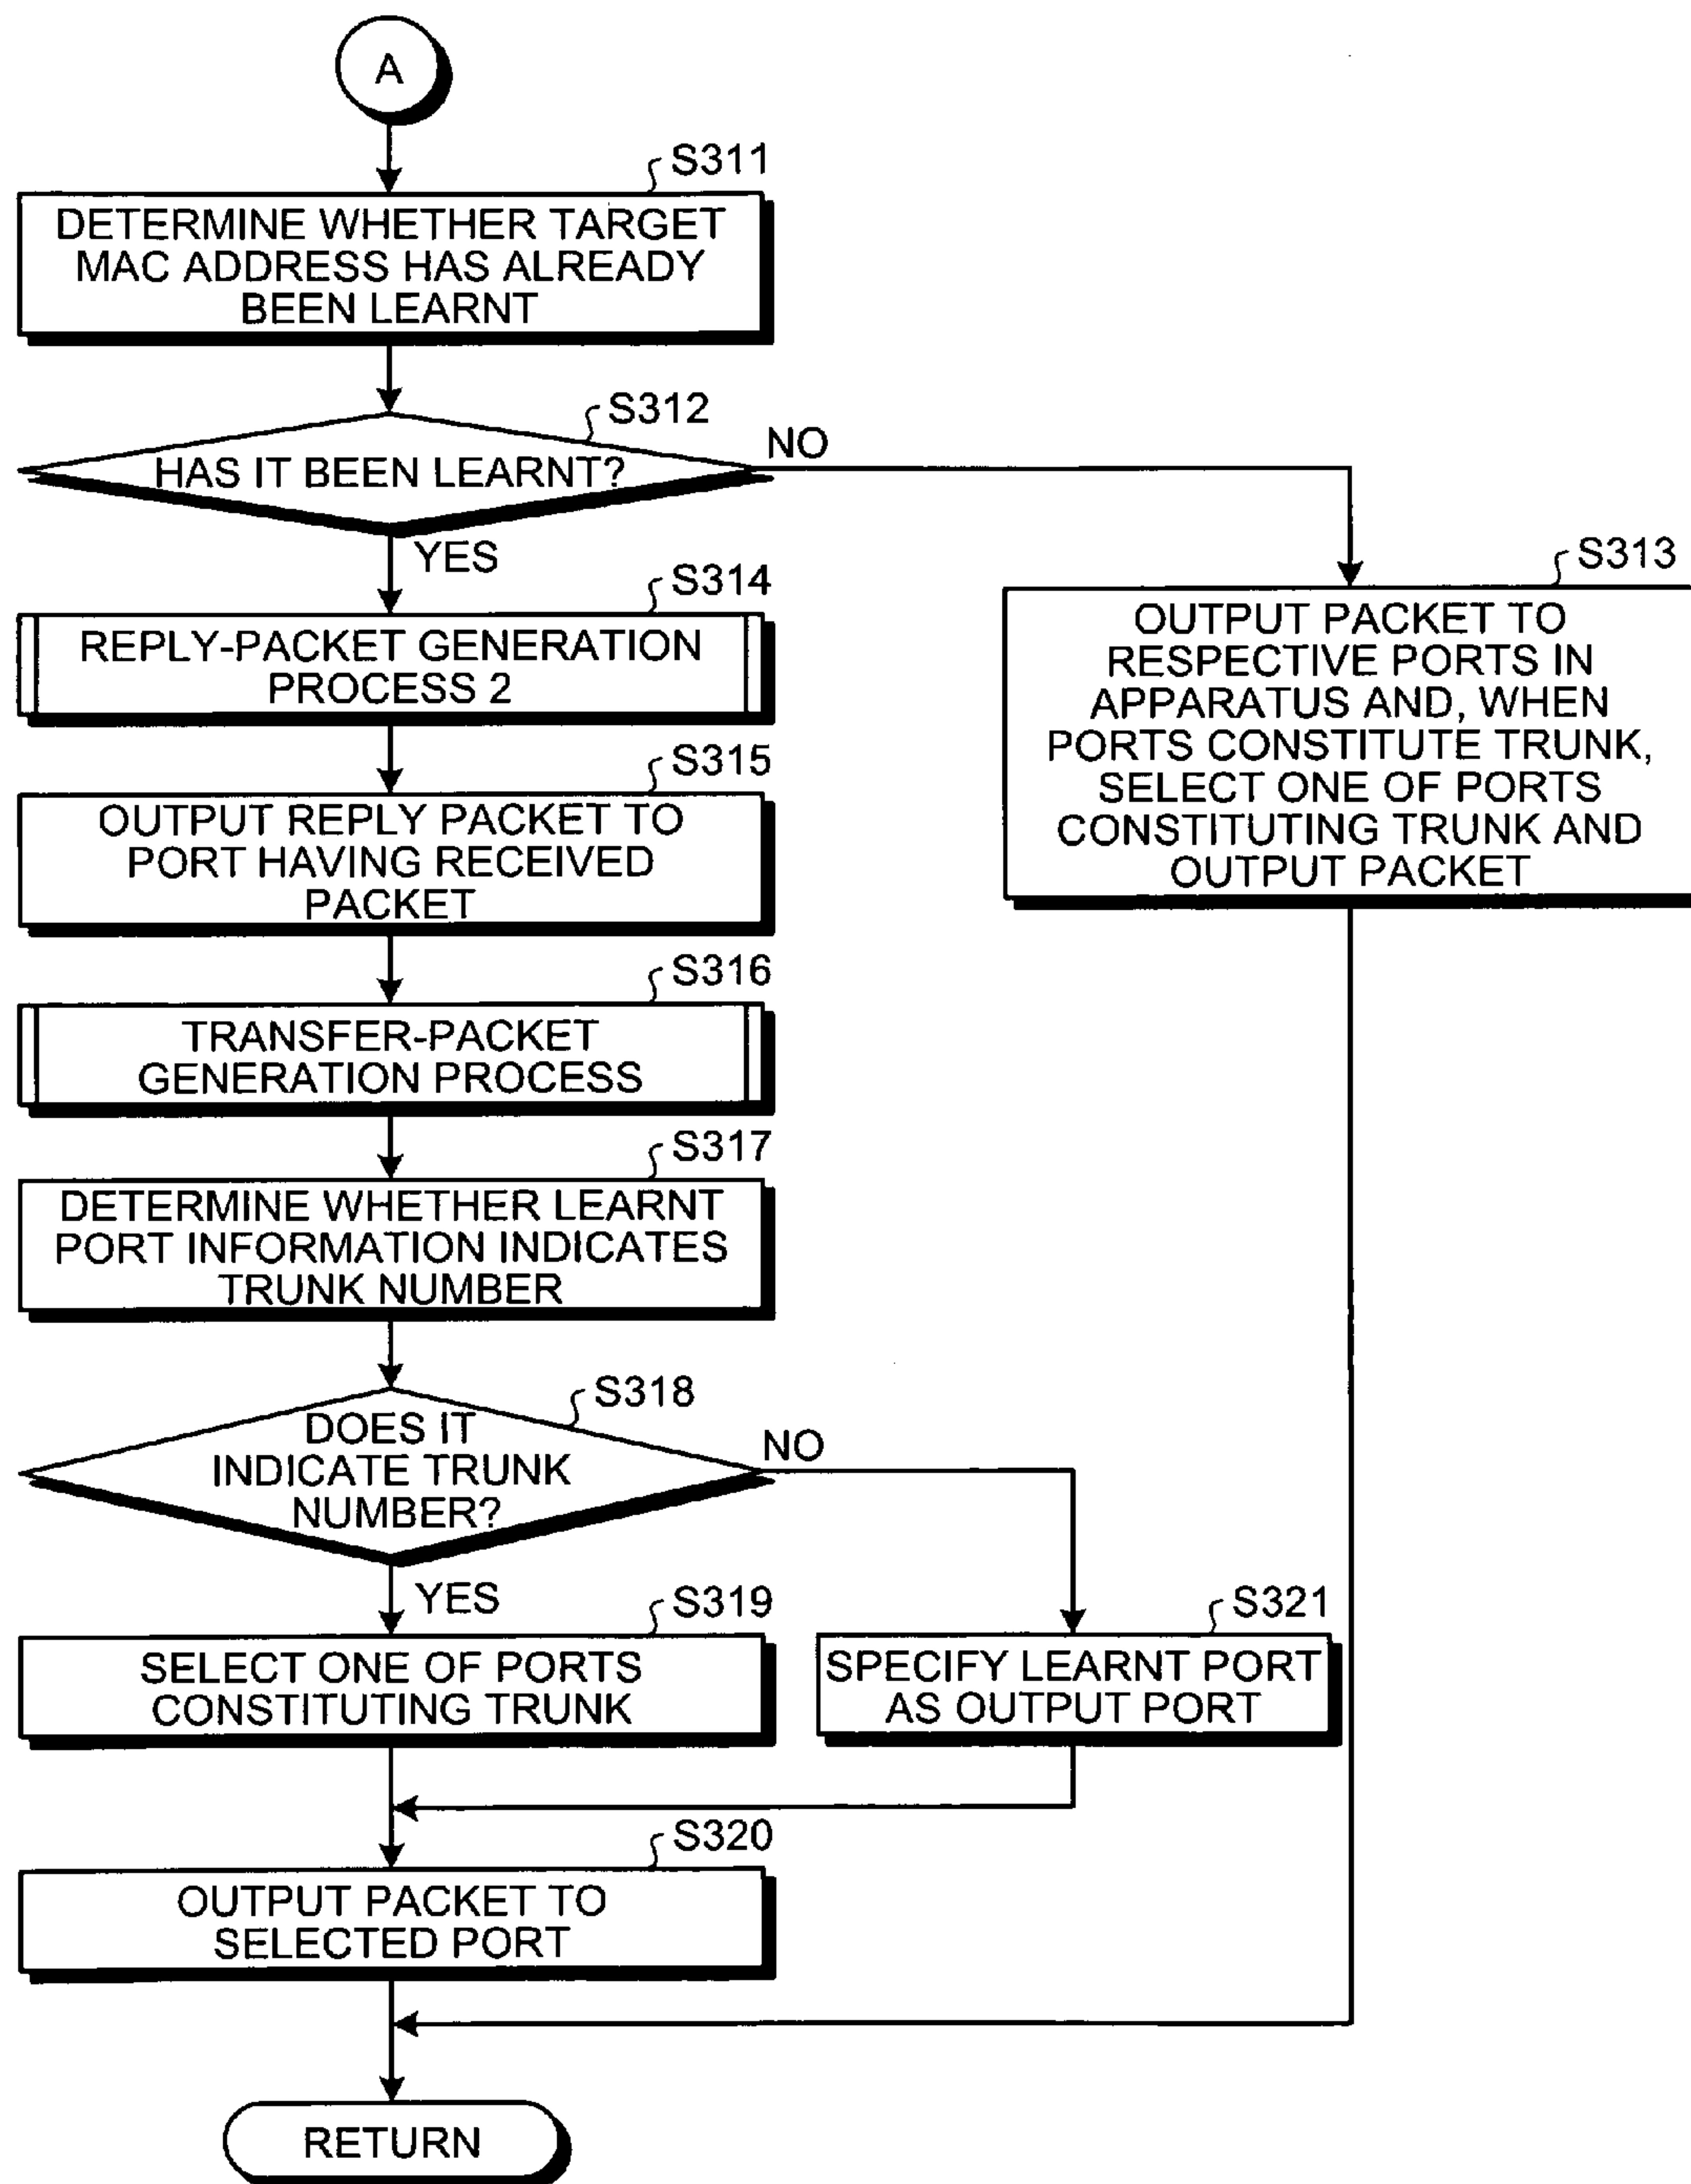 A
S311
DETERMINE WHETHER TARGET
MAC ADDRESS HAS ALREADY
BEEN LEARNT
S312
HAS IT BEEN LEARNT?
NO
YES
S313
OUTPUT PACKET TO
RESPECTIVE PORTS IN
APPARATUS AND, WHEN
PORTS CONSTITUTE TRUNK,
SELECT ONE OF PORTS
CONSTITUTING TRUNK AND
OUTPUT PACKET
S314
REPLY-PACKET GENERATION
PROCESS 2
S315
OUTPUT REPLY PACKET TO
PORT HAVING RECEIVED
PACKET
S316
TRANSFER-PACKET
GENERATION PROCESS
S317
DETERMINE WHETHER LEARNT
PORT INFORMATION INDICATES
TRUNK NUMBER
S318
DOES IT
INDICATE TRUNK
NUMBER?
NO
YES
S319
SELECT ONE OF PORTS
CONSTITUTING TRUNK
S321
SPECIFY LEARNT PORT
AS OUTPUT PORT
S320
OUTPUT PACKET TO
SELECTED PORT
RETURN